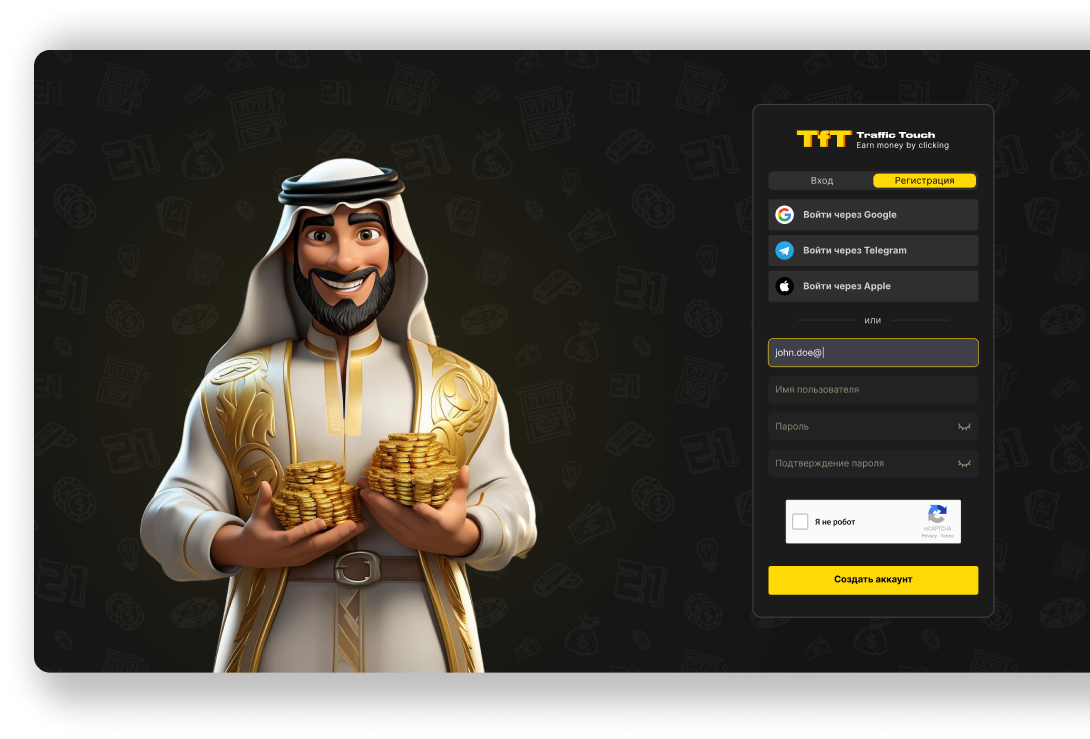 TfT Traffic Touch
Earn money by clicking
Вход
Регистрация
Войти через Google
Войти через Telegram
Войти через Apple
или
john.doe@
Имя пользователя
Пароль
Подтверждение пароля
Я не робот
reCAPTCHA
Privacy - Terms
Создать аккаунт